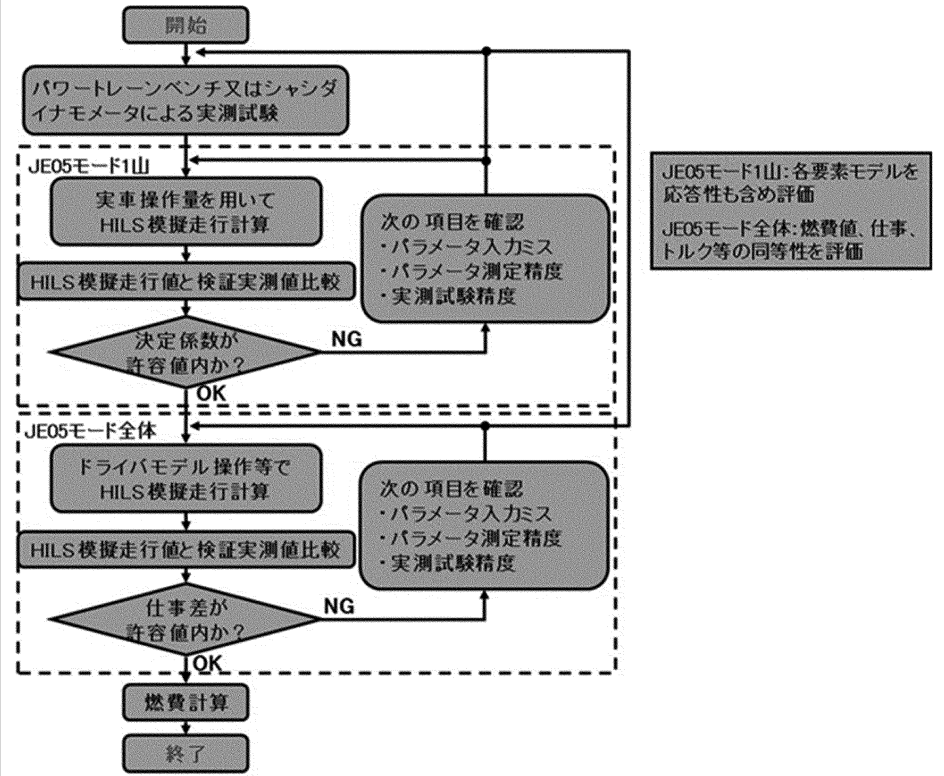 開始
パワートレーンベンチ又はシャシダ
イナモメータによる実測試験
JE05モード1山
実車操作量を用いて
HILS模擬走行計算
HILS模擬走行値と検証実測値比較
決定係数が
許容値内か?
NG
OK
次の項目を確認
・パラメータ入力ミス
・パラメータ測定精度
・実測試験精度
JE05モード全体
ドライバモデル操作等で
HILS模擬走行計算
HILS模擬走行値と検証実測値比較
仕事差が
許容値内か?
NG
OK
次の項目を確認
・パラメータ入力ミス
・パラメータ測定精度
・実測試験精度
燃費計算
終了
JE05モード1山:各要素モデルを
応答性も含め評価
JE05モード全体:燃費値、仕事、
トルク等の同等性を評価